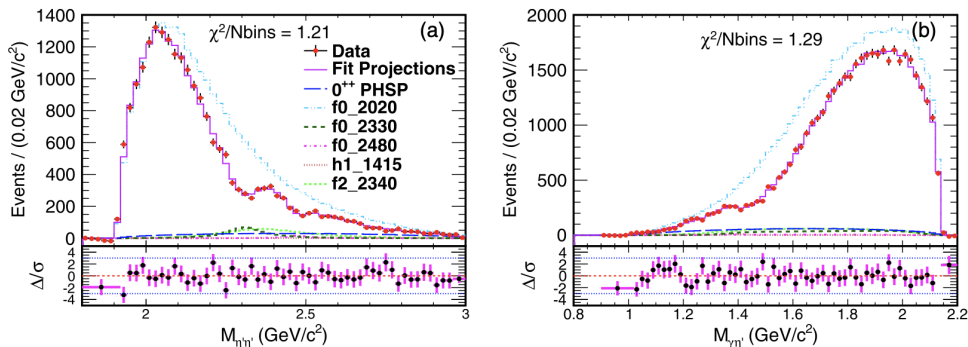 (a)
χ²/Nbins = 1.21
Data
Fit Projections
0⁺⁺ PHSP
f0_2020
f0_2330
f0_2480
h1_1415
f2_2340
Events / (0.02 GeV/c²)
1400
1200
1000
800
600
400
200
0
Δ/σ
4
2
0
-2
-4
2
2.5
3
M_η'η' (GeV/c²)
(b)
χ²/Nbins = 1.29
Events / (0.02 GeV/c²)
2000
1500
1000
500
0
Δ/σ
4
2
0
-2
-4
0.8
1
1.2
1.4
1.6
1.8
2
2.2
M_γη' (GeV/c²)